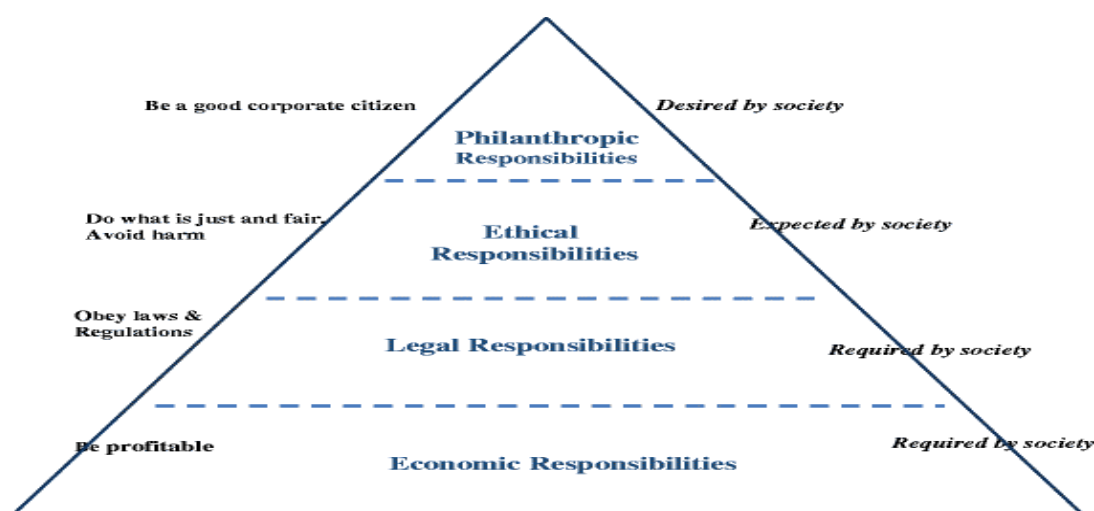 Be a good corporate citizen
Desired by society
Philanthropic
Responsibilities
Do what is just and fair,
Avoid harm
Expected by society
Ethical
Responsibilities
Obey laws &
Regulations
Legal Responsibilities
Required by society
Be profitable
Required by society
Economic Responsibilities